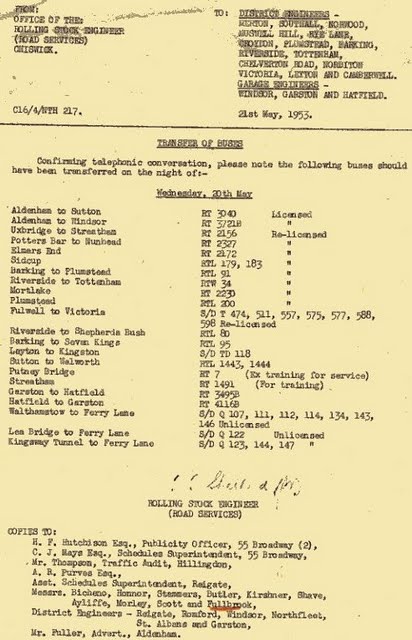 FROM:
OFFICE OF THE:
ROLLING STOCK ENGINEER
(ROAD SERVICES)
CHISWICK.
C16/4/NTH 217.
TO: DISTRICT ENGINEERS -
MERTON, SOUTHALL, NORWOOD,
MUSWELL HILL, RYE LANE,
CROYDON, PLUMSTEAD, BARKING,
RIVERSIDE, TOTTENHAM,
CHELVERTON ROAD, NORBITON
VICTORIA, LEYTON AND CAMBERWELL.
GARAGE ENGINEERS -
WINDSOR, GARSTON AND HATFIELD.
21st May, 1953.
TRANSFER OF BUSES
Confirming telephonic conversation, please note the following buses should
have been transferred on the night of:-
Wednesday, 20th May
Aldenham to Sutton RT 3040 Licensed
Aldenham to Windsor RT 3721B "
Uxbridge to Streatham RT 2156 Re-licensed
Potters Bar to Nunhead RT 2327 "
Elmers End RT 2172 "
Sidcup RTL 179, 183 "
Barking to Plumstead RTL 91 "
Riverside to Tottenham RTW 34 "
Mortlake RT 2230 "
Plumstead RTL 200 "
Fulwell to Victoria S/D T 474, 511, 557, 575, 577, 588,
598 Re-licensed
Riverside to Shepherds Bush RTL 80
Barking to Seven Kings RTL 95
Leyton to Kingston S/D TD 118
Sutton to Walworth RTL 1443, 1444
Putney Bridge RT 7 (Ex training for service)
Streatham RT 1491 (For training)
Garston to Hatfield RT 3495B
Hatfield to Garston RT 4116B
Walthamstow to Ferry Lane S/D Q 107, 111, 112, 114, 134, 143,
146 Unlicensed
Lea Bridge to Ferry Lane S/D Q 122 Unlicensed
Kingsway Tunnel to Ferry Lane S/D Q 123, 144, 147 "
ROLLING STOCK ENGINEER
(ROAD SERVICES)
COPIES TO:
H. F. Hutchison Esq., Publicity Officer, 55 Broadway (2),
C. J. Mays Esq., Schedules Superintendent, 55 Broadway,
Mr. Thompson, Traffic Audit, Hillingdon,
A. R. Purves Esq.,
Asst. Schedules Superintendent, Reigate,
Messrs. Bicheno, Honnor, Stammers, Butler, Kirshner, Shave,
Ayliffe, Morley, Scott and Fullbrook,
District Engineers - Reigate, Romford, Windsor, Northfleet,
St. Albans and Garston,
Mr. Fuller, Advert., Aldenham.